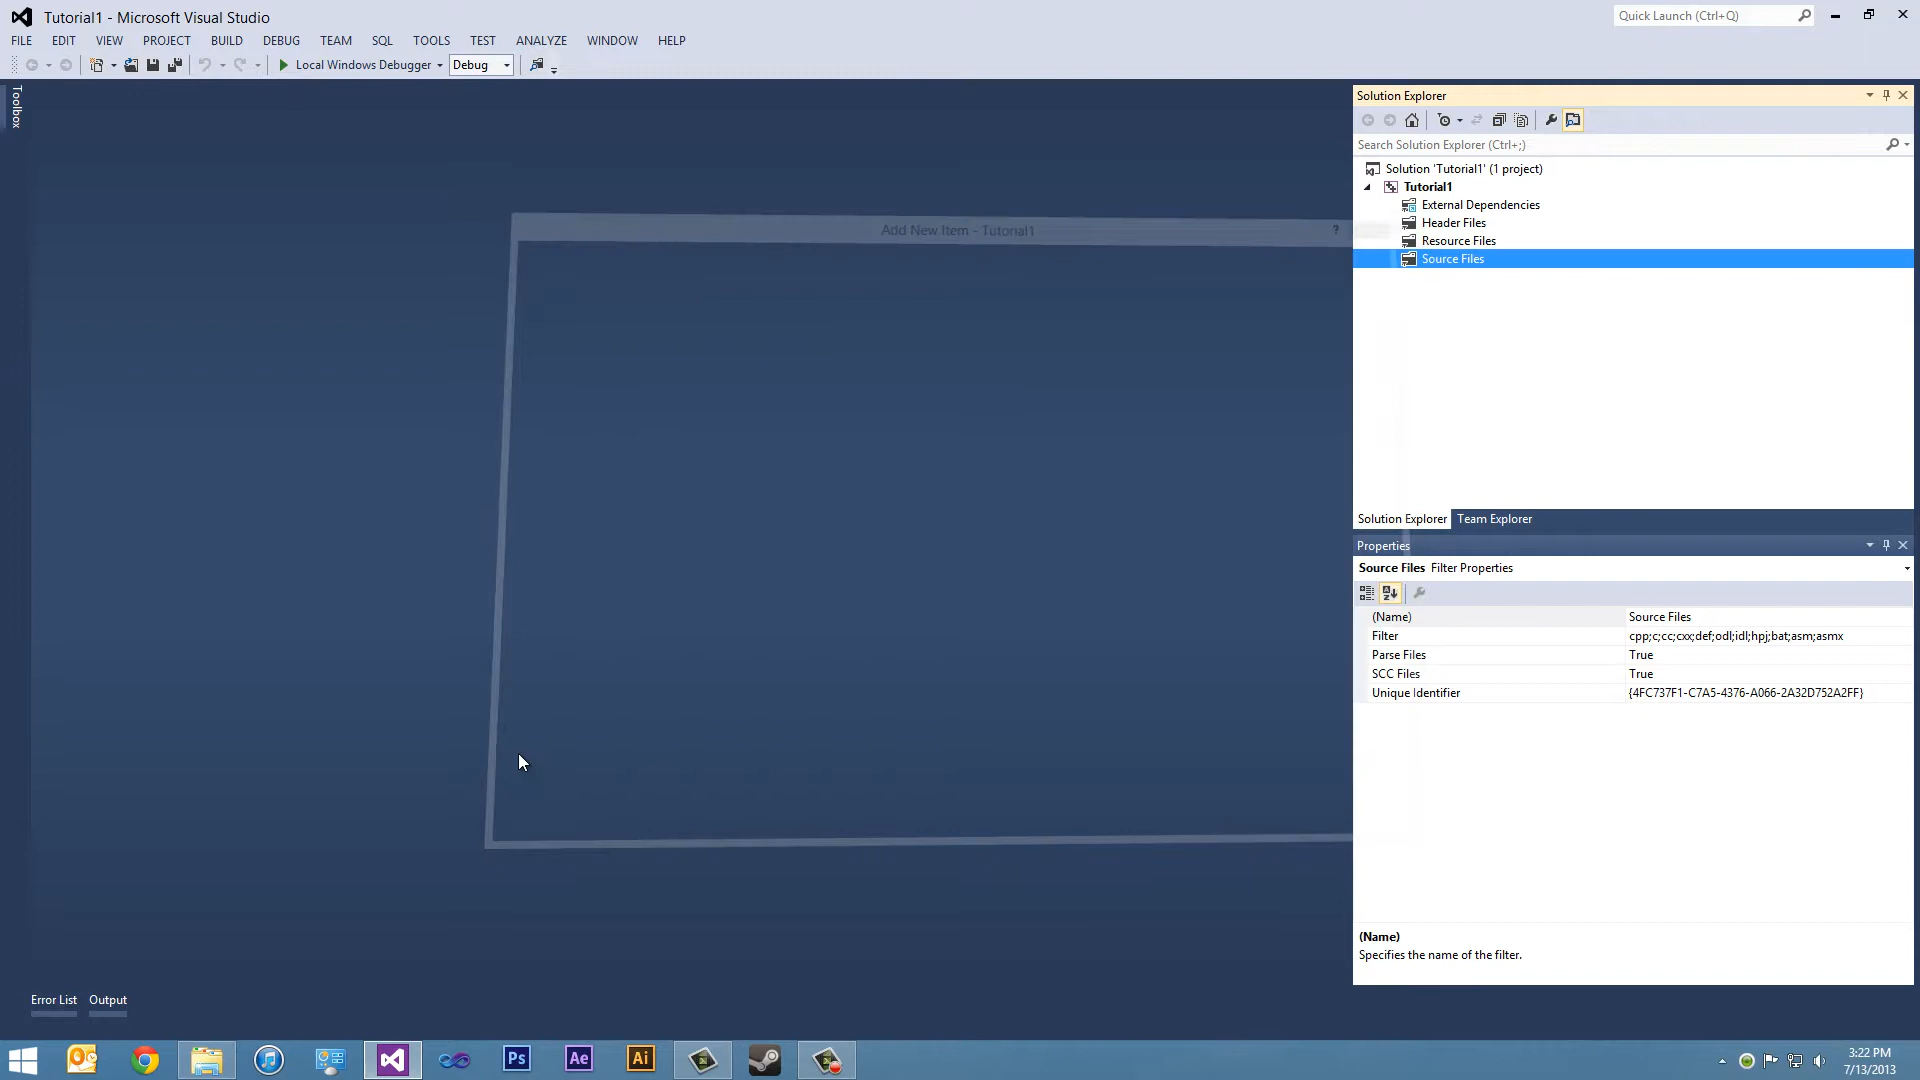 Tutorial1 - Microsoft Visual Studio
Quick Launch (Ctrl+Q)
FILE EDIT VIEW PROJECT BUILD DEBUG TEAM SQL TOOLS TEST ANALYZE WINDOW HELP
Local Windows Debugger Debug
Toolbox
Solution Explorer
Search Solution Explorer (Ctrl+;)
Solution 'Tutorial1' (1 project)
Tutorial1
External Dependencies
Header Files
Resource Files
Source Files
Add New Item - Tutorial1 ?
Solution Explorer Team Explorer
Properties
Source Files Filter Properties
(Name) Source Files
Filter cpp;c;cc;cxx;def;odl;idl;hpj;bat;asm;asmx
Parse Files True
SCC Files True
Unique Identifier {4FC737F1-C7A5-4376-A066-2A32D752A2FF}
(Name)
Specifies the name of the filter.
Error List Output
Ps Ae Ai
3:22 PM
7/13/2013